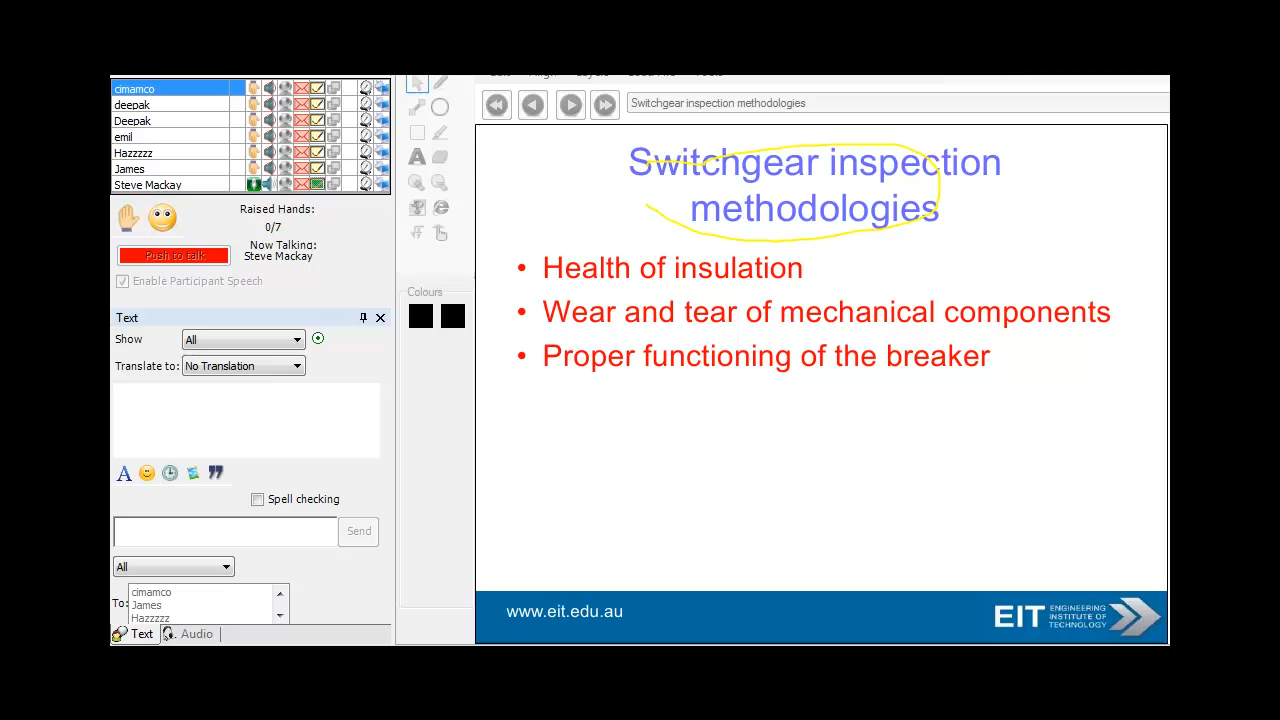 cimamco
deepak
Deepak
emil
Hazzzzz
James
Steve Mackay
Raised Hands:
0/7
Push to talk
Now Talking:
Steve Mackay
Enable Participant Speech
Text
Show
All
Translate to:
No Translation
A
Spell checking
Send
All
To:
cimamco
James
Hazzzzz
Text
Audio
A
Colours
Switchgear inspection methodologies
Switchgear inspection
methodologies
• Health of insulation
• Wear and tear of mechanical components
• Proper functioning of the breaker
www.eit.edu.au
EIT
ENGINEERING
INSTITUTE OF
TECHNOLOGY